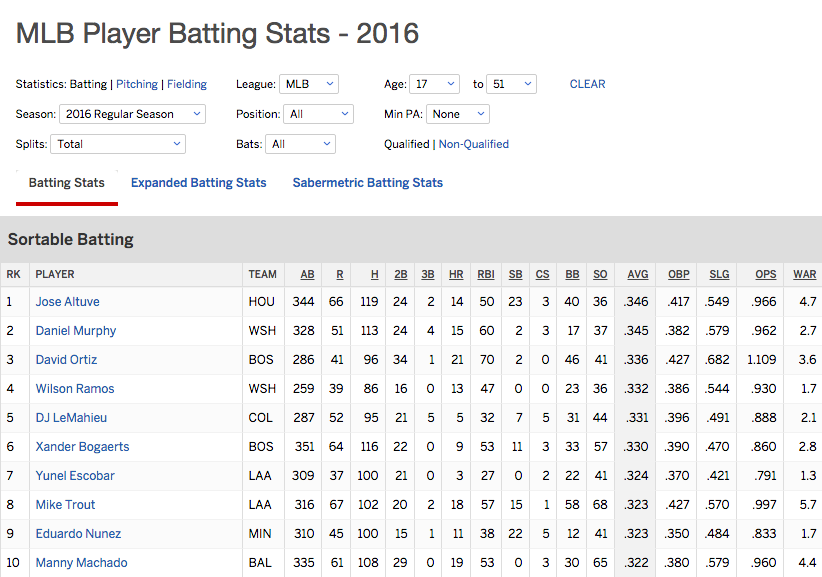 MLB Player Batting Stats - 2016
Statistics: Batting | Pitching | Fielding League: MLB Age: 17 to 51 CLEAR
Season: 2016 Regular Season Position: All Min PA: None
Splits: Total Bats: All Qualified | Non-Qualified
Batting Stats Expanded Batting Stats Sabermetric Batting Stats
Sortable Batting
RK PLAYER TEAM AB R H 2B 3B HR RBI SB CS BB SO AVG OBP SLG OPS WAR
1 Jose Altuve HOU 344 66 119 24 2 14 50 23 3 40 36 .346 .417 .549 .966 4.7
2 Daniel Murphy WSH 328 51 113 24 4 15 60 2 3 17 37 .345 .382 .579 .962 2.7
3 David Ortiz BOS 286 41 96 34 1 21 70 2 0 46 41 .336 .427 .682 1.109 3.6
4 Wilson Ramos WSH 259 39 86 16 0 13 47 0 0 23 36 .332 .386 .544 .930 1.7
5 DJ LeMahieu COL 287 52 95 21 5 5 32 7 5 31 44 .331 .396 .491 .888 2.1
6 Xander Bogaerts BOS 351 64 116 22 0 9 53 11 3 33 57 .330 .390 .470 .860 2.8
7 Yunel Escobar LAA 309 37 100 21 0 3 27 0 2 22 41 .324 .370 .421 .791 1.3
8 Mike Trout LAA 316 67 102 20 2 18 57 15 1 58 68 .323 .427 .570 .997 5.7
9 Eduardo Nunez MIN 310 45 100 15 1 11 38 22 5 12 41 .323 .350 .484 .833 1.7
10 Manny Machado BAL 335 61 108 29 0 19 53 0 3 30 65 .322 .380 .579 .960 4.4